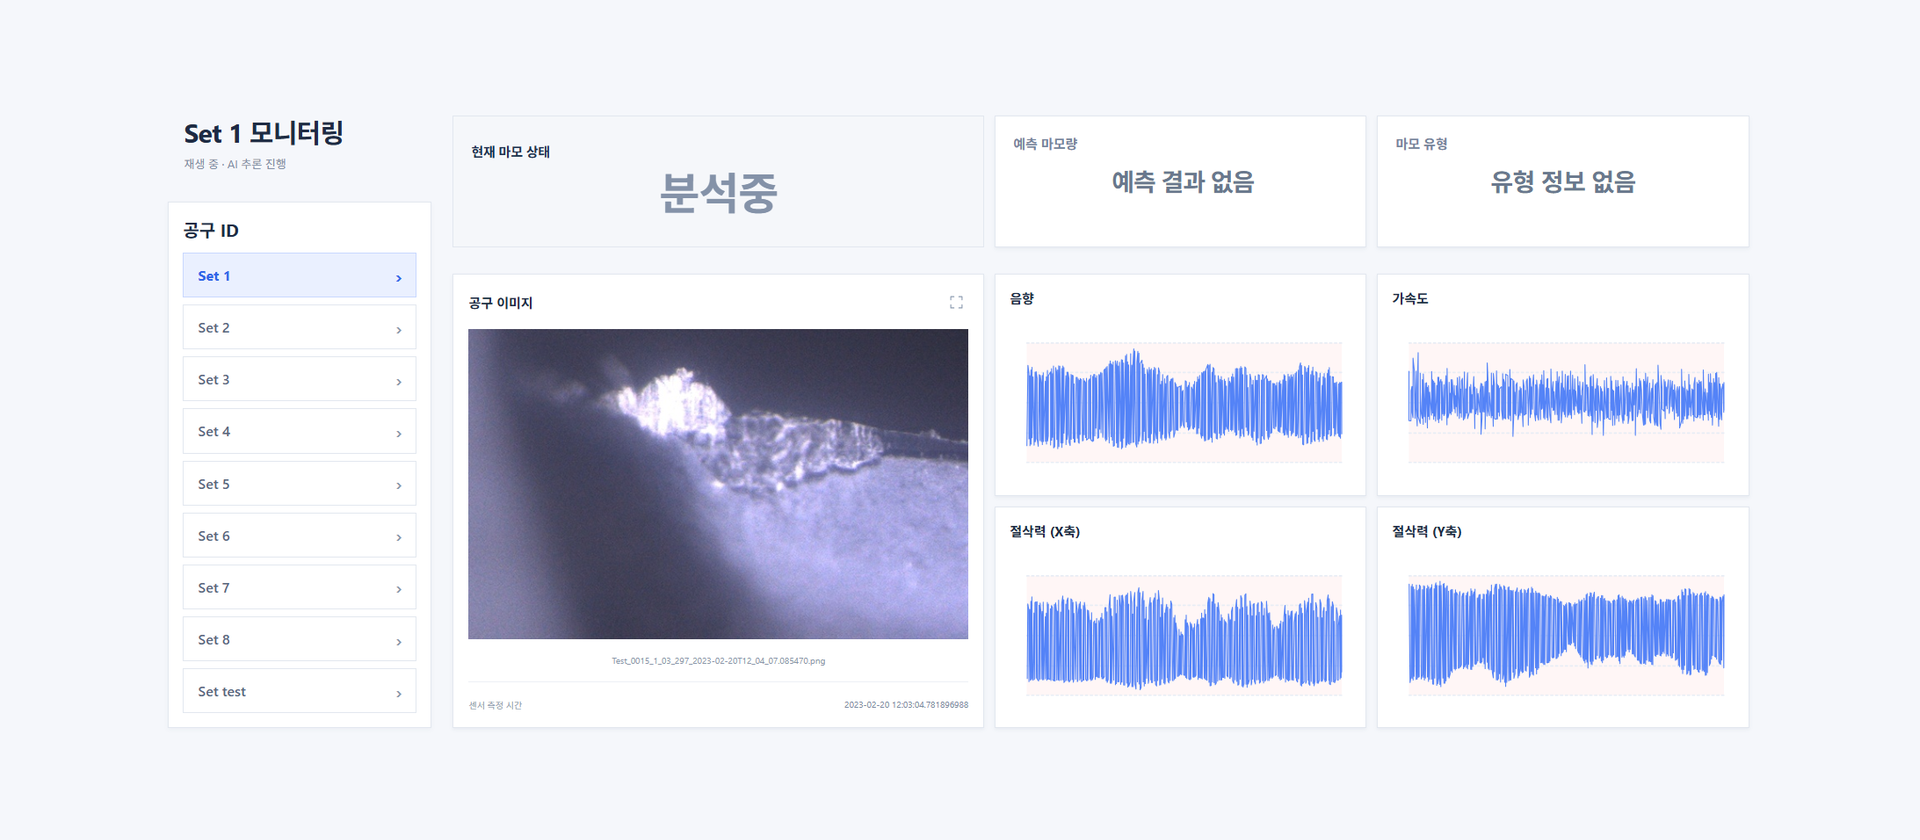 Set 1 모니터링
재생 중 · AI 추론 진행
공구 ID
Set 1
Set 2
Set 3
Set 4
Set 5
Set 6
Set 7
Set 8
Set test
현재 마모 상태
분석중
예측 마모량
예측 결과 없음
마모 유형
유형 정보 없음
공구 이미지
Test_0015_1_03_297_2023-02-20T12_04_07.085470.png
센서 측정 시간
2023-02-20 12:03:04.781896988
음향
가속도
절삭력 (X축)
절삭력 (Y축)